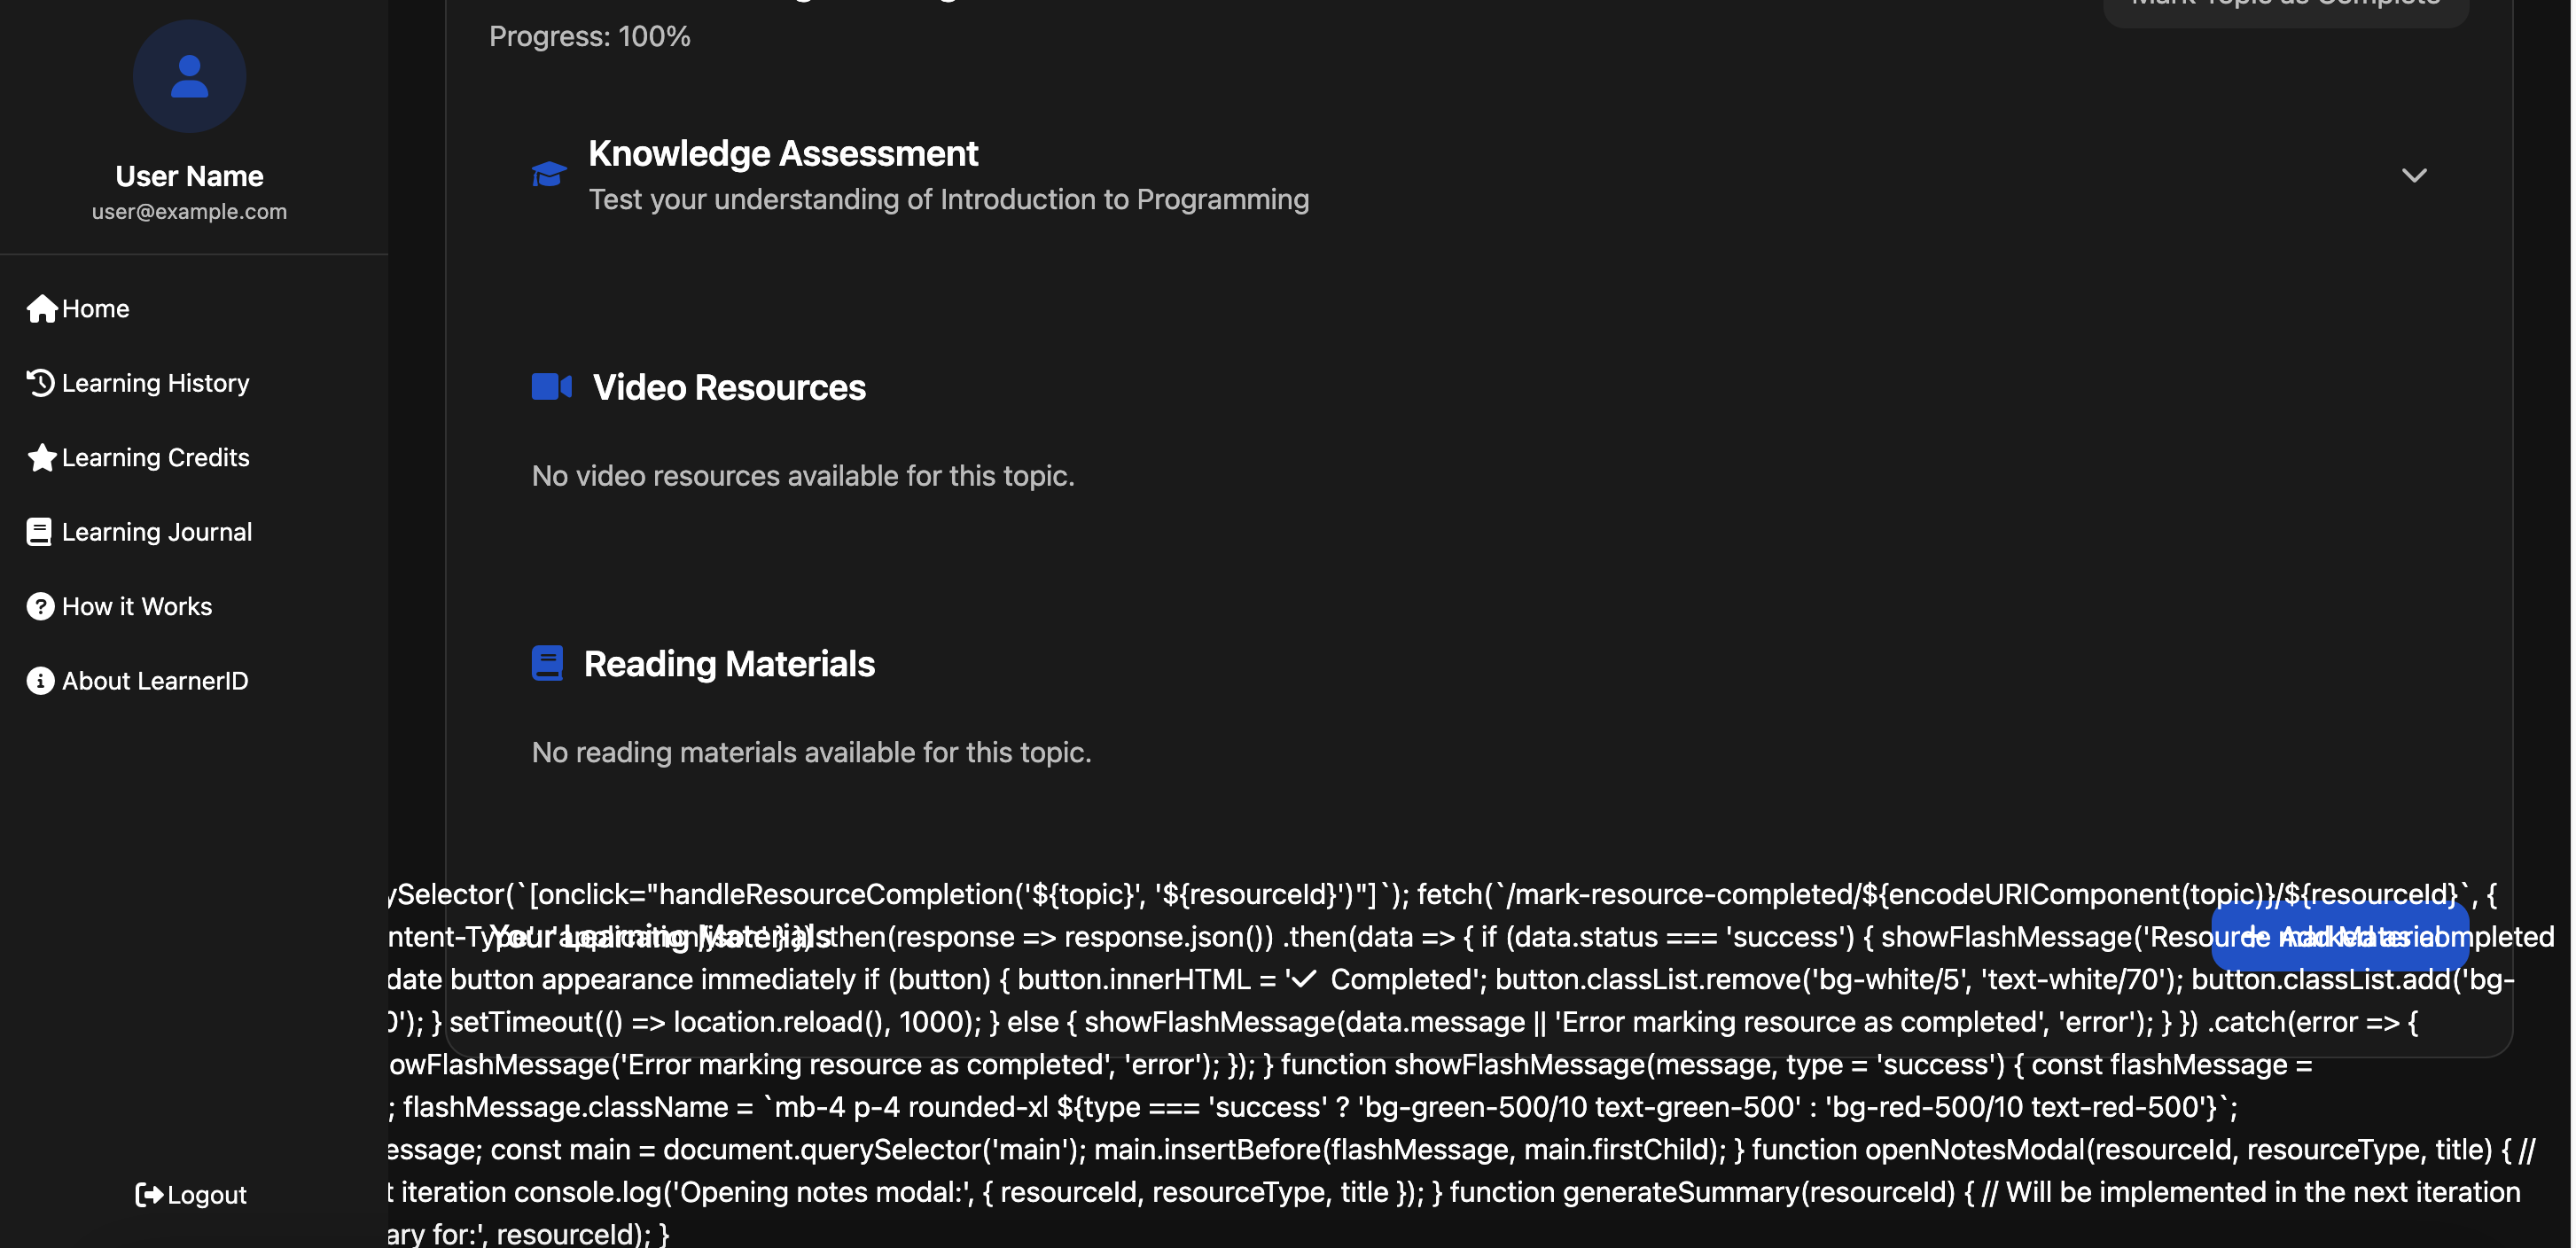 Mark Topic as Complete
Progress: 100%
User Name
user@example.com
Home
Learning History
Learning Credits
Learning Journal
How it Works
About LearnerID
Logout
Knowledge Assessment
Test your understanding of Introduction to Programming
Video Resources
No video resources available for this topic.
Reading Materials
No reading materials available for this topic.
Your Learning Materials
+ Add Material
ySelector(`[onclick="handleResourceCompletion('${topic}', '${resourceId}')"]`); fetch(`/mark-resource-completed/${encodeURIComponent(topic)}/${resourceId}`, {
ntent-Type': 'application/json' } }) .then(response => response.json()) .then(data => { if (data.status === 'success') { showFlashMessage('Resource marked as completed
date button appearance immediately if (button) { button.innerHTML = '✓ Completed'; button.classList.remove('bg-white/5', 'text-white/70'); button.classList.add('bg-
0'); } setTimeout(() => location.reload(), 1000); } else { showFlashMessage(data.message || 'Error marking resource as completed', 'error'); } }) .catch(error => {
owFlashMessage('Error marking resource as completed', 'error'); }); } function showFlashMessage(message, type = 'success') { const flashMessage =
; flashMessage.className = `mb-4 p-4 rounded-xl ${type === 'success' ? 'bg-green-500/10 text-green-500' : 'bg-red-500/10 text-red-500'}`;
essage; const main = document.querySelector('main'); main.insertBefore(flashMessage, main.firstChild); } function openNotesModal(resourceId, resourceType, title) { //
t iteration console.log('Opening notes modal:', { resourceId, resourceType, title }); } function generateSummary(resourceId) { // Will be implemented in the next iteration
ary for:', resourceId); }